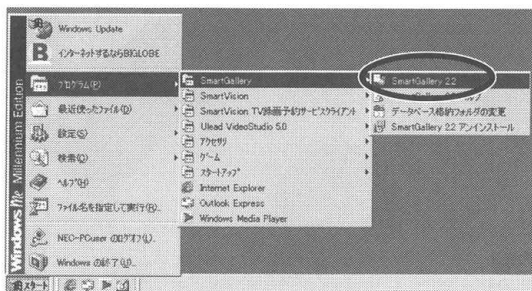 Windows Update
インターネットするならBIGLOBE
プログラム(P)
最近使ったファイル(D)
設定(S)
検索(C)
ヘルプ(H)
ファイル名を指定して実行(R)...
NEC-PCuser のログオフ(L)...
Windows の終了(U)...
Windows Me Millennium Edition
スタート
SmartGallery
SmartVision
SmartVision TV録画予約サービスクライアント
Ulead VideoStudio 5.0
アクセサリ
ゲーム
スタートアップ
Internet Explorer
Outlook Express
Windows Media Player
SmartGallery 2.2
データベース格納フォルダの変更
SmartGallery 2.2 アンインストール